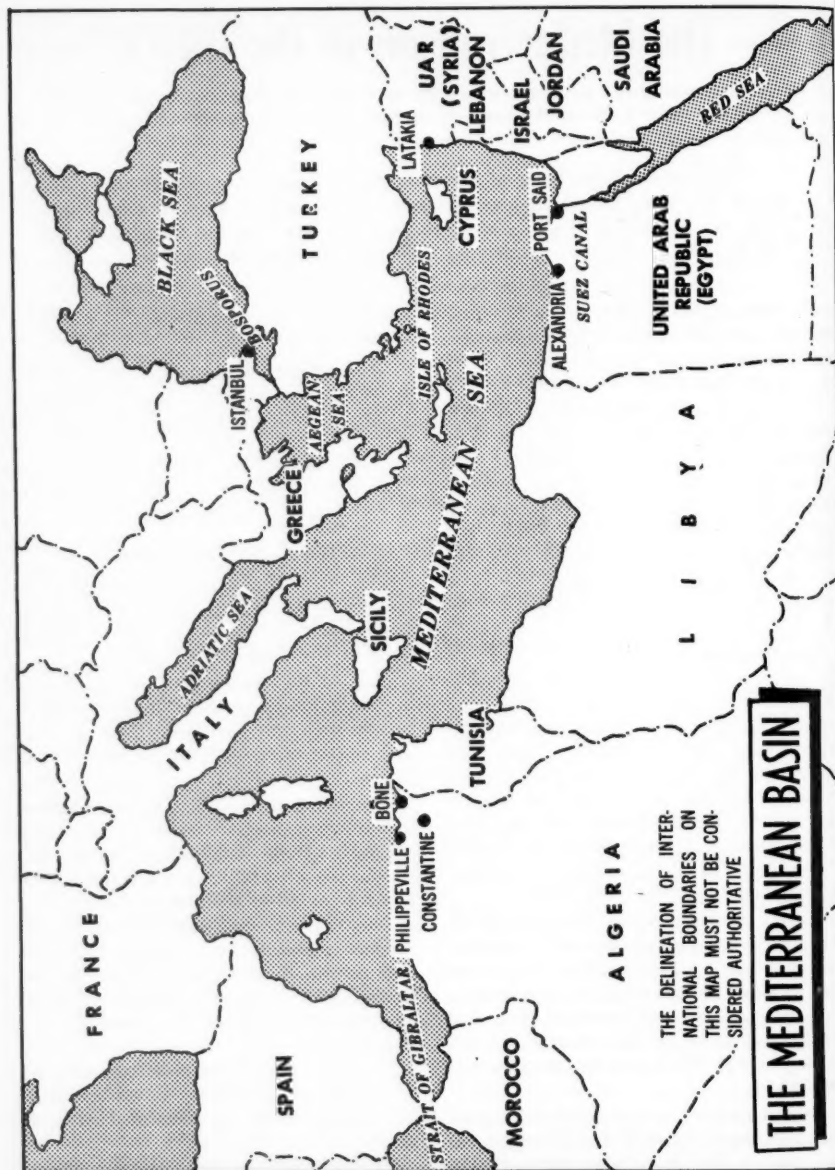 FRANCE
SPAIN
STRAIT OF GIBRALTAR
MOROCCO
ITALY
ADRIATIC SEA
SICILY
GREECE
AEGEAN
SEA
ISTANBUL
BOSPORUS
BLACK SEA
TURKEY
ISLE OF RHODES
MEDITERRANEAN
SEA
CYPRUS
LATAKIA
UAR
(SYRIA)
LEBANON
ISRAEL
JORDAN
SAUDI
ARABIA
RED SEA
PORT SAID
ALEXANDRIA
SUEZ CANAL
UNITED ARAB
REPUBLIC
(EGYPT)
LIBYA
TUNISIA
BÔNE
PHILIPPEVILLE
CONSTANTINE
ALGERIA
THE DELINEATION OF INTER-
NATIONAL BOUNDARIES ON
THIS MAP MUST NOT BE CON-
SIDERED AUTHORITATIVE
THE MEDITERRANEAN BASIN